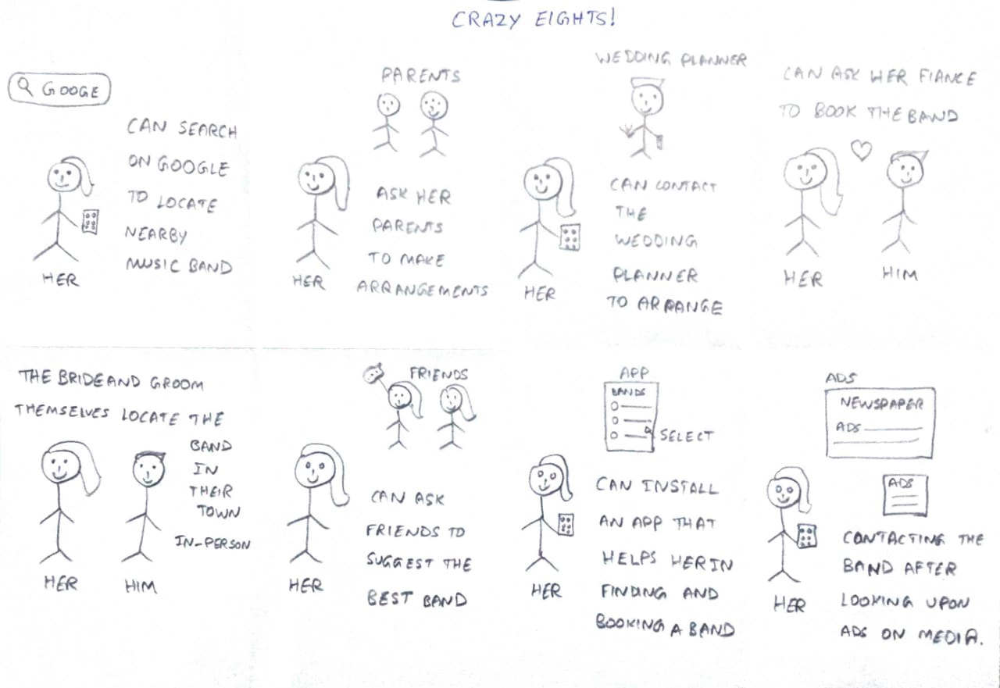 CRAZY EIGHTS!
GOOGE
CAN SEARCH
ON GOOGLE
TO LOCATE
NEARBY
MUSIC BAND
HER
PARENTS
ASK HER
PARENTS
TO MAKE
ARRANGEMENTS
HER
WEDDING PLANNER
CAN CONTACT
THE
WEDDING
PLANNER
TO ARRANGE
HER
CAN ASK HER FIANCE
TO BOOK THE BAND
HER
HIM
THE BRIDE AND GROOM
THEMSELVES LOCATE THE
BAND
IN
THEIR
TOWN
IN-PERSON
HER
HIM
FRIENDS
CAN ASK
FRIENDS TO
SUGGEST THE
BEST BAND
HER
APP
BANDS
SELECT
CAN INSTALL
AN APP THAT
HELPS HER IN
FINDING AND
BOOKING A BAND
HER
ADS
NEWSPAPER
ADS
ADS
CONTACTING THE
BAND AFTER
LOOKING UPON
ADS ON MEDIA.
HER